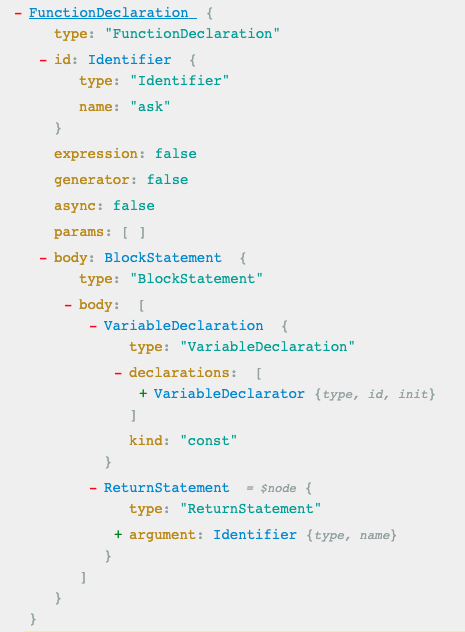 - FunctionDeclaration {
type: "FunctionDeclaration"
- id: Identifier {
type: "Identifier"
name: "ask"
}
expression: false
generator: false
async: false
params: [ ]
- body: BlockStatement {
type: "BlockStatement"
- body: [
- VariableDeclaration {
type: "VariableDeclaration"
- declarations: [
+ VariableDeclarator {type, id, init}
]
kind: "const"
}
- ReturnStatement = $node {
type: "ReturnStatement"
+ argument: Identifier {type, name}
}
]
}
}